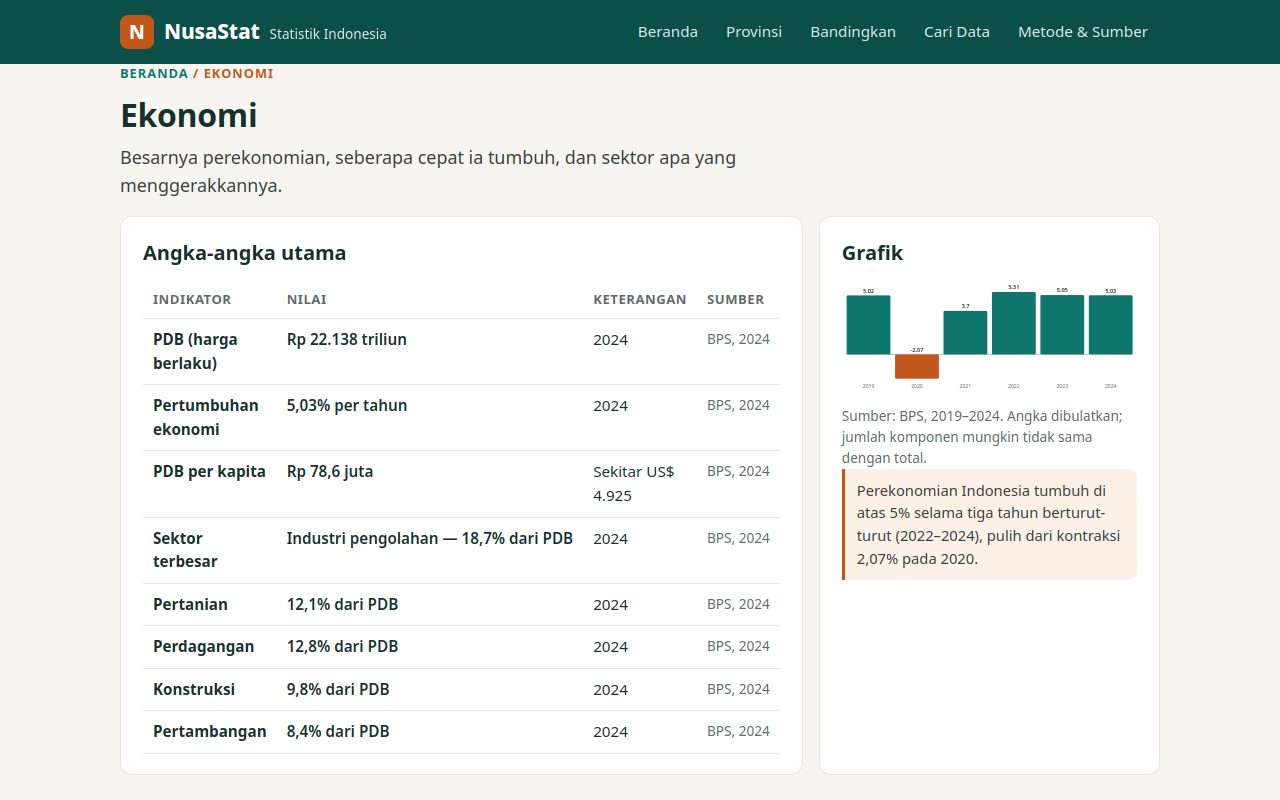 N NusaStat Statistik Indonesia
Beranda Provinsi Bandingkan Cari Data Metode & Sumber
BERANDA / EKONOMI
Ekonomi
Besarnya perekonomian, seberapa cepat ia tumbuh, dan sektor apa yang
menggerakkannya.
Angka-angka utama
INDIKATOR NILAI KETERANGAN SUMBER
PDB (harga berlaku) Rp 22.138 triliun 2024 BPS, 2024
Pertumbuhan ekonomi 5,03% per tahun 2024 BPS, 2024
PDB per kapita Rp 78,6 juta Sekitar US$ 4.925 BPS, 2024
Sektor terbesar Industri pengolahan — 18,7% dari PDB 2024 BPS, 2024
Pertanian 12,1% dari PDB 2024 BPS, 2024
Perdagangan 12,8% dari PDB 2024 BPS, 2024
Konstruksi 9,8% dari PDB 2024 BPS, 2024
Pertambangan 8,4% dari PDB 2024 BPS, 2024
Grafik
5.02 -2.07 3.7 5.31 5.05 5.03
2019 2020 2021 2022 2023 2024
Sumber: BPS, 2019–2024. Angka dibulatkan;
jumlah komponen mungkin tidak sama
dengan total.
Perekonomian Indonesia tumbuh di
atas 5% selama tiga tahun berturut-
turut (2022–2024), pulih dari kontraksi
2,07% pada 2020.